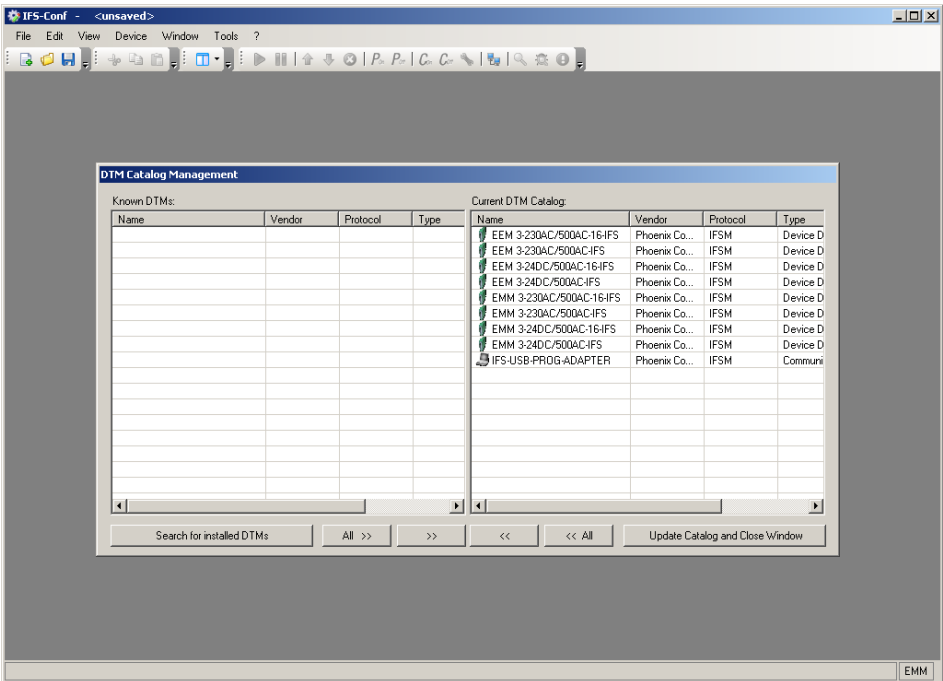 IFS-Conf - <unsaved>
File Edit View Device Window Tools ?
DTM Catalog Management
Known DTMs:
Name Vendor Protocol Type
Current DTM Catalog:
Name Vendor Protocol Type
EEM 3-230AC/500AC-16-IFS Phoenix Co... IFSM Device D
EEM 3-230AC/500AC-IFS Phoenix Co... IFSM Device D
EEM 3-24DC/500AC-16-IFS Phoenix Co... IFSM Device D
EEM 3-24DC/500AC-IFS Phoenix Co... IFSM Device D
EMM 3-230AC/500AC-16-IFS Phoenix Co... IFSM Device D
EMM 3-230AC/500AC-IFS Phoenix Co... IFSM Device D
EMM 3-24DC/500AC-16-IFS Phoenix Co... IFSM Device D
EMM 3-24DC/500AC-IFS Phoenix Co... IFSM Device D
IFS-USB-PROG-ADAPTER Phoenix Co... IFSM Communi
Search for installed DTMs All >> >> << << All Update Catalog and Close Window
EMM